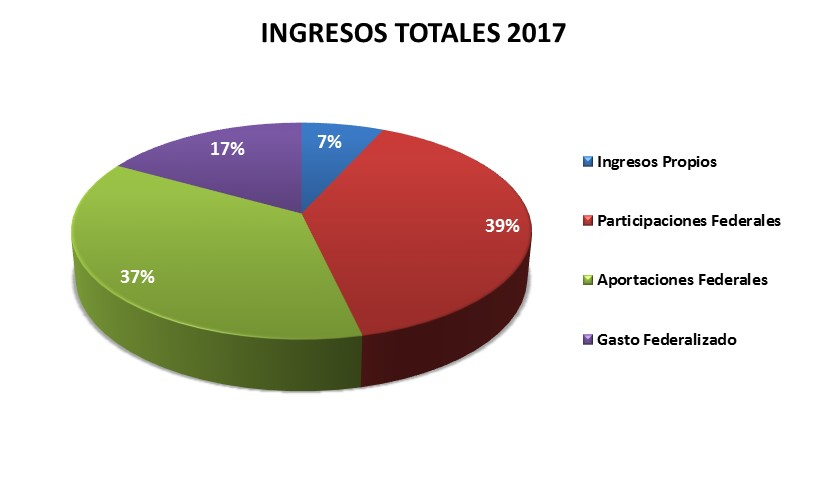 INGRESOS TOTALES 2017
17%
7%
39%
37%
Ingresos Propios
Participaciones Federales
Aportaciones Federales
Gasto Federalizado